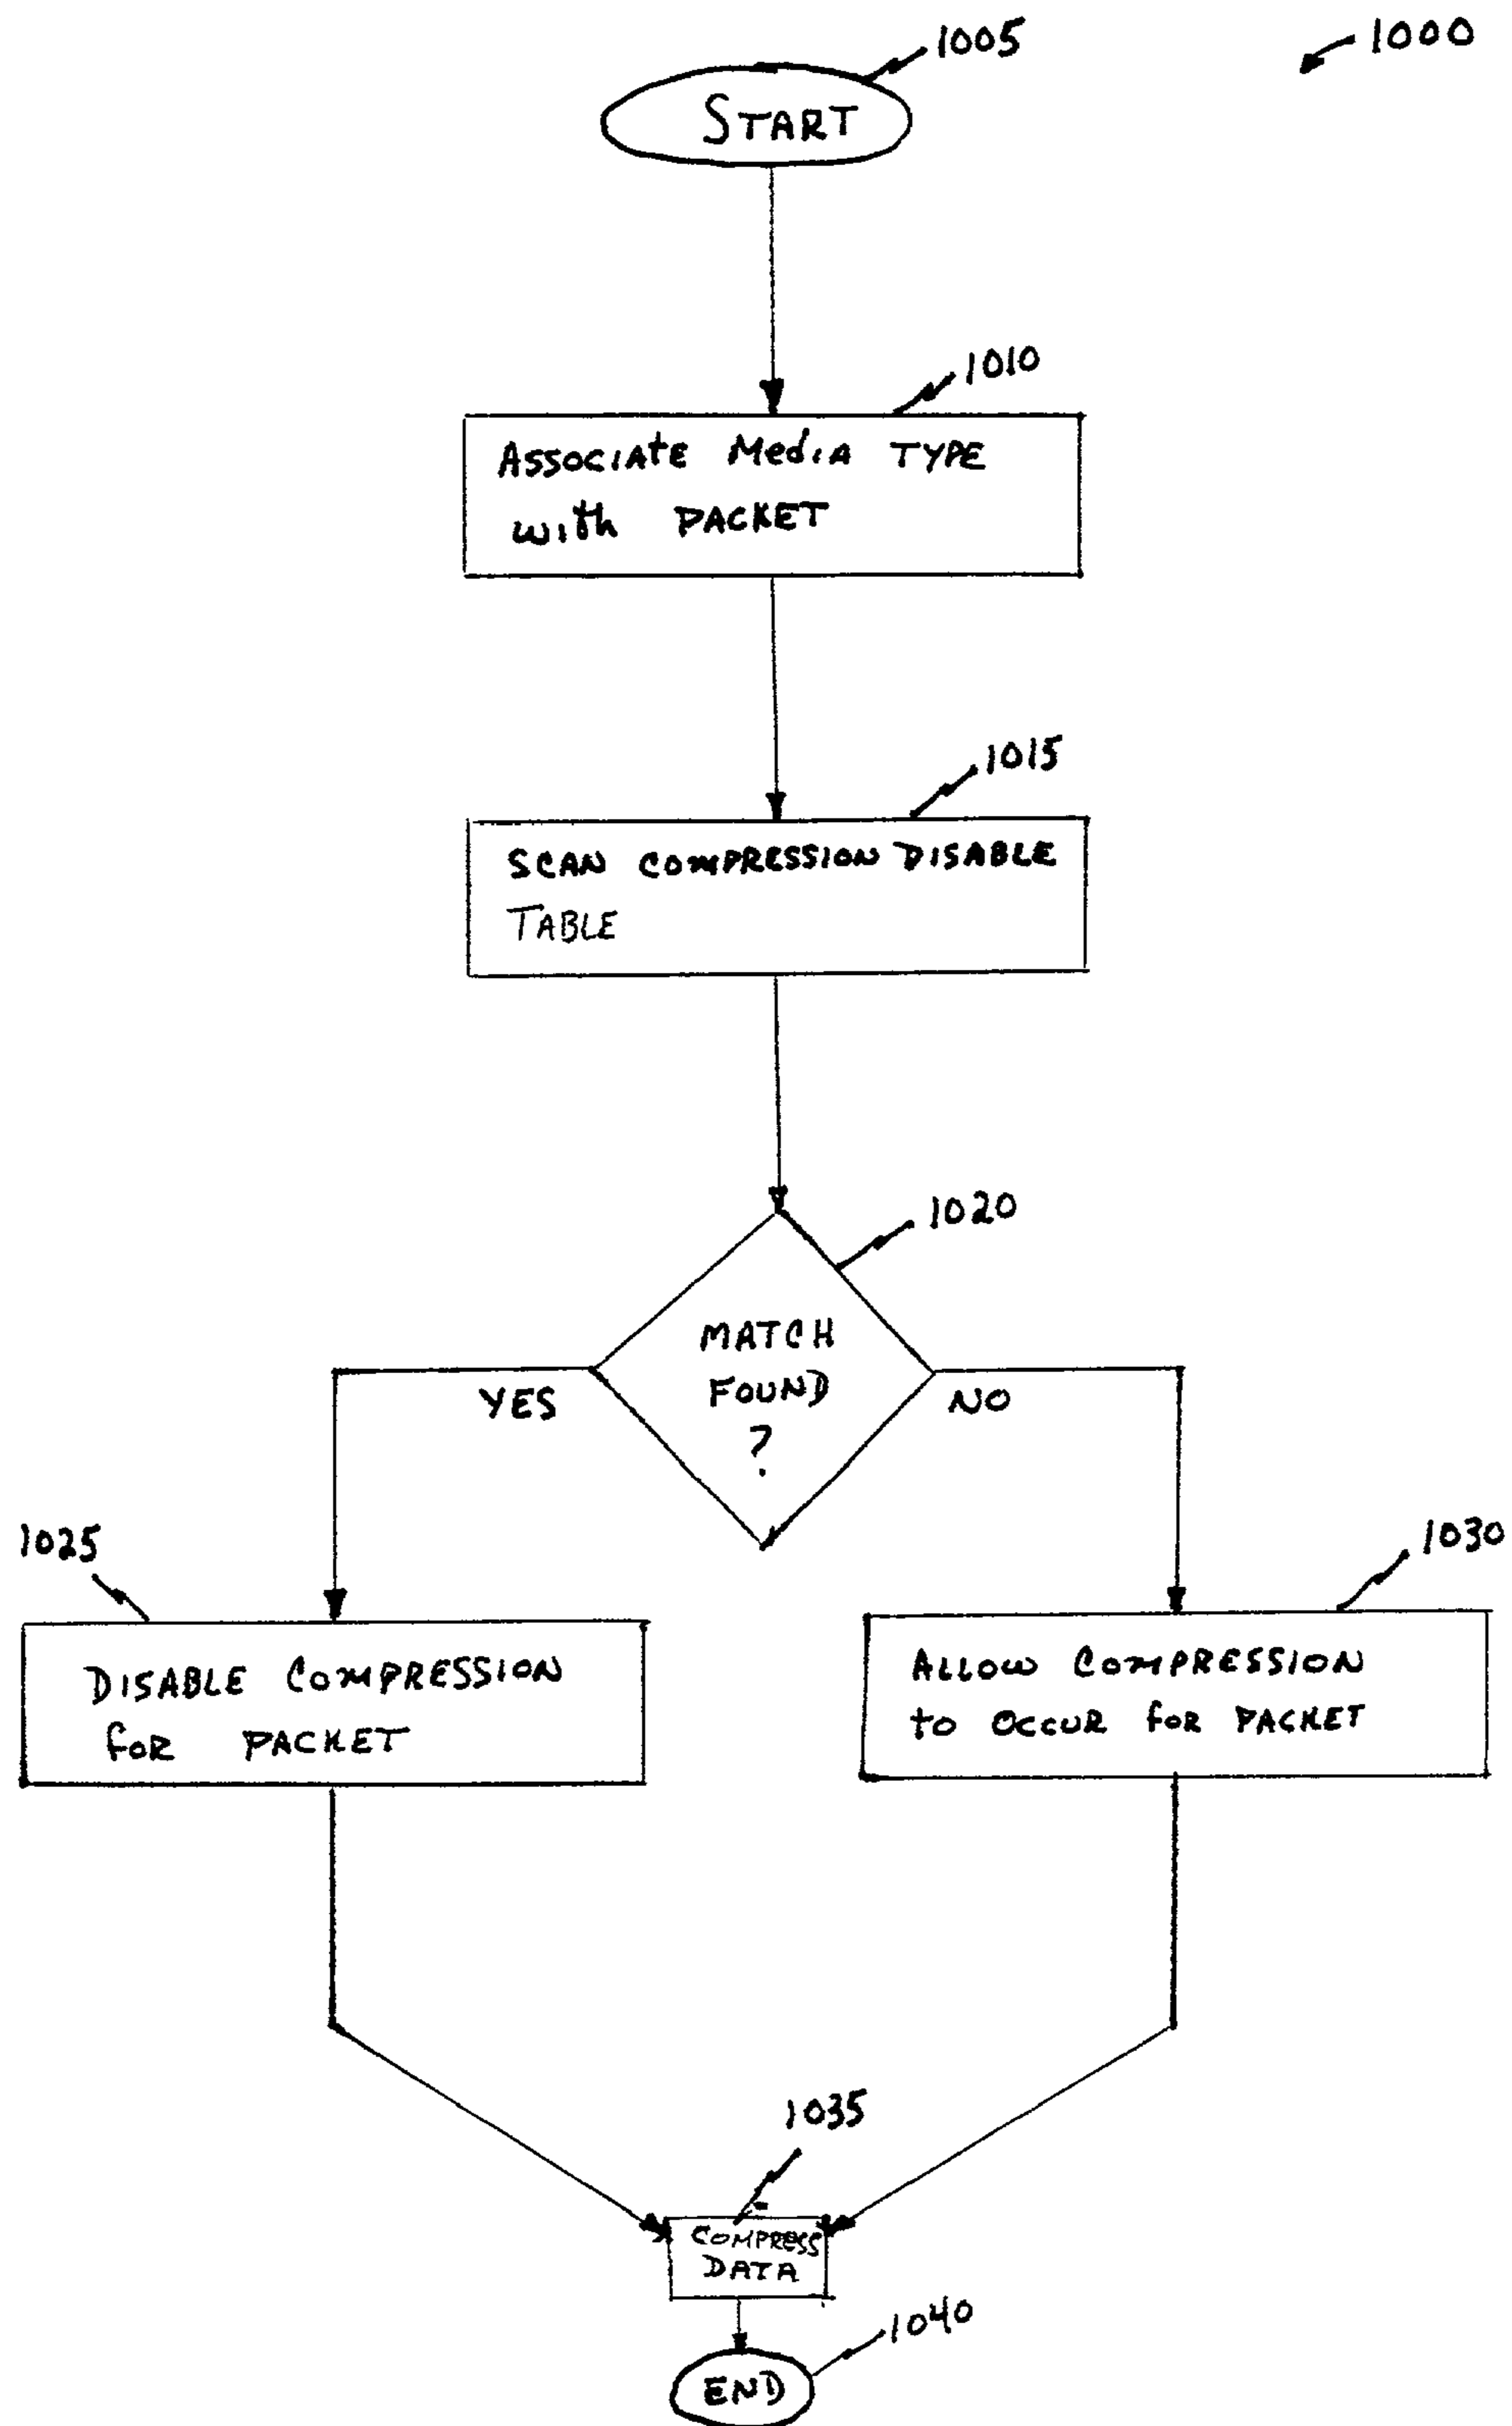 1005
1000
START
1010
ASSOCIATE MediA TYPE
with PACKET
1015
SCAN COMPRESSION DISABLE
TABLE
1020
MATCH
FOUND
?
YES
NO
1025
1030
DISABLE COMPRESSION
foR PACKET
ALLOW COMPRESSION
to OCCUR foR PACKET
1035
COMPRESS
DATA
1040
END